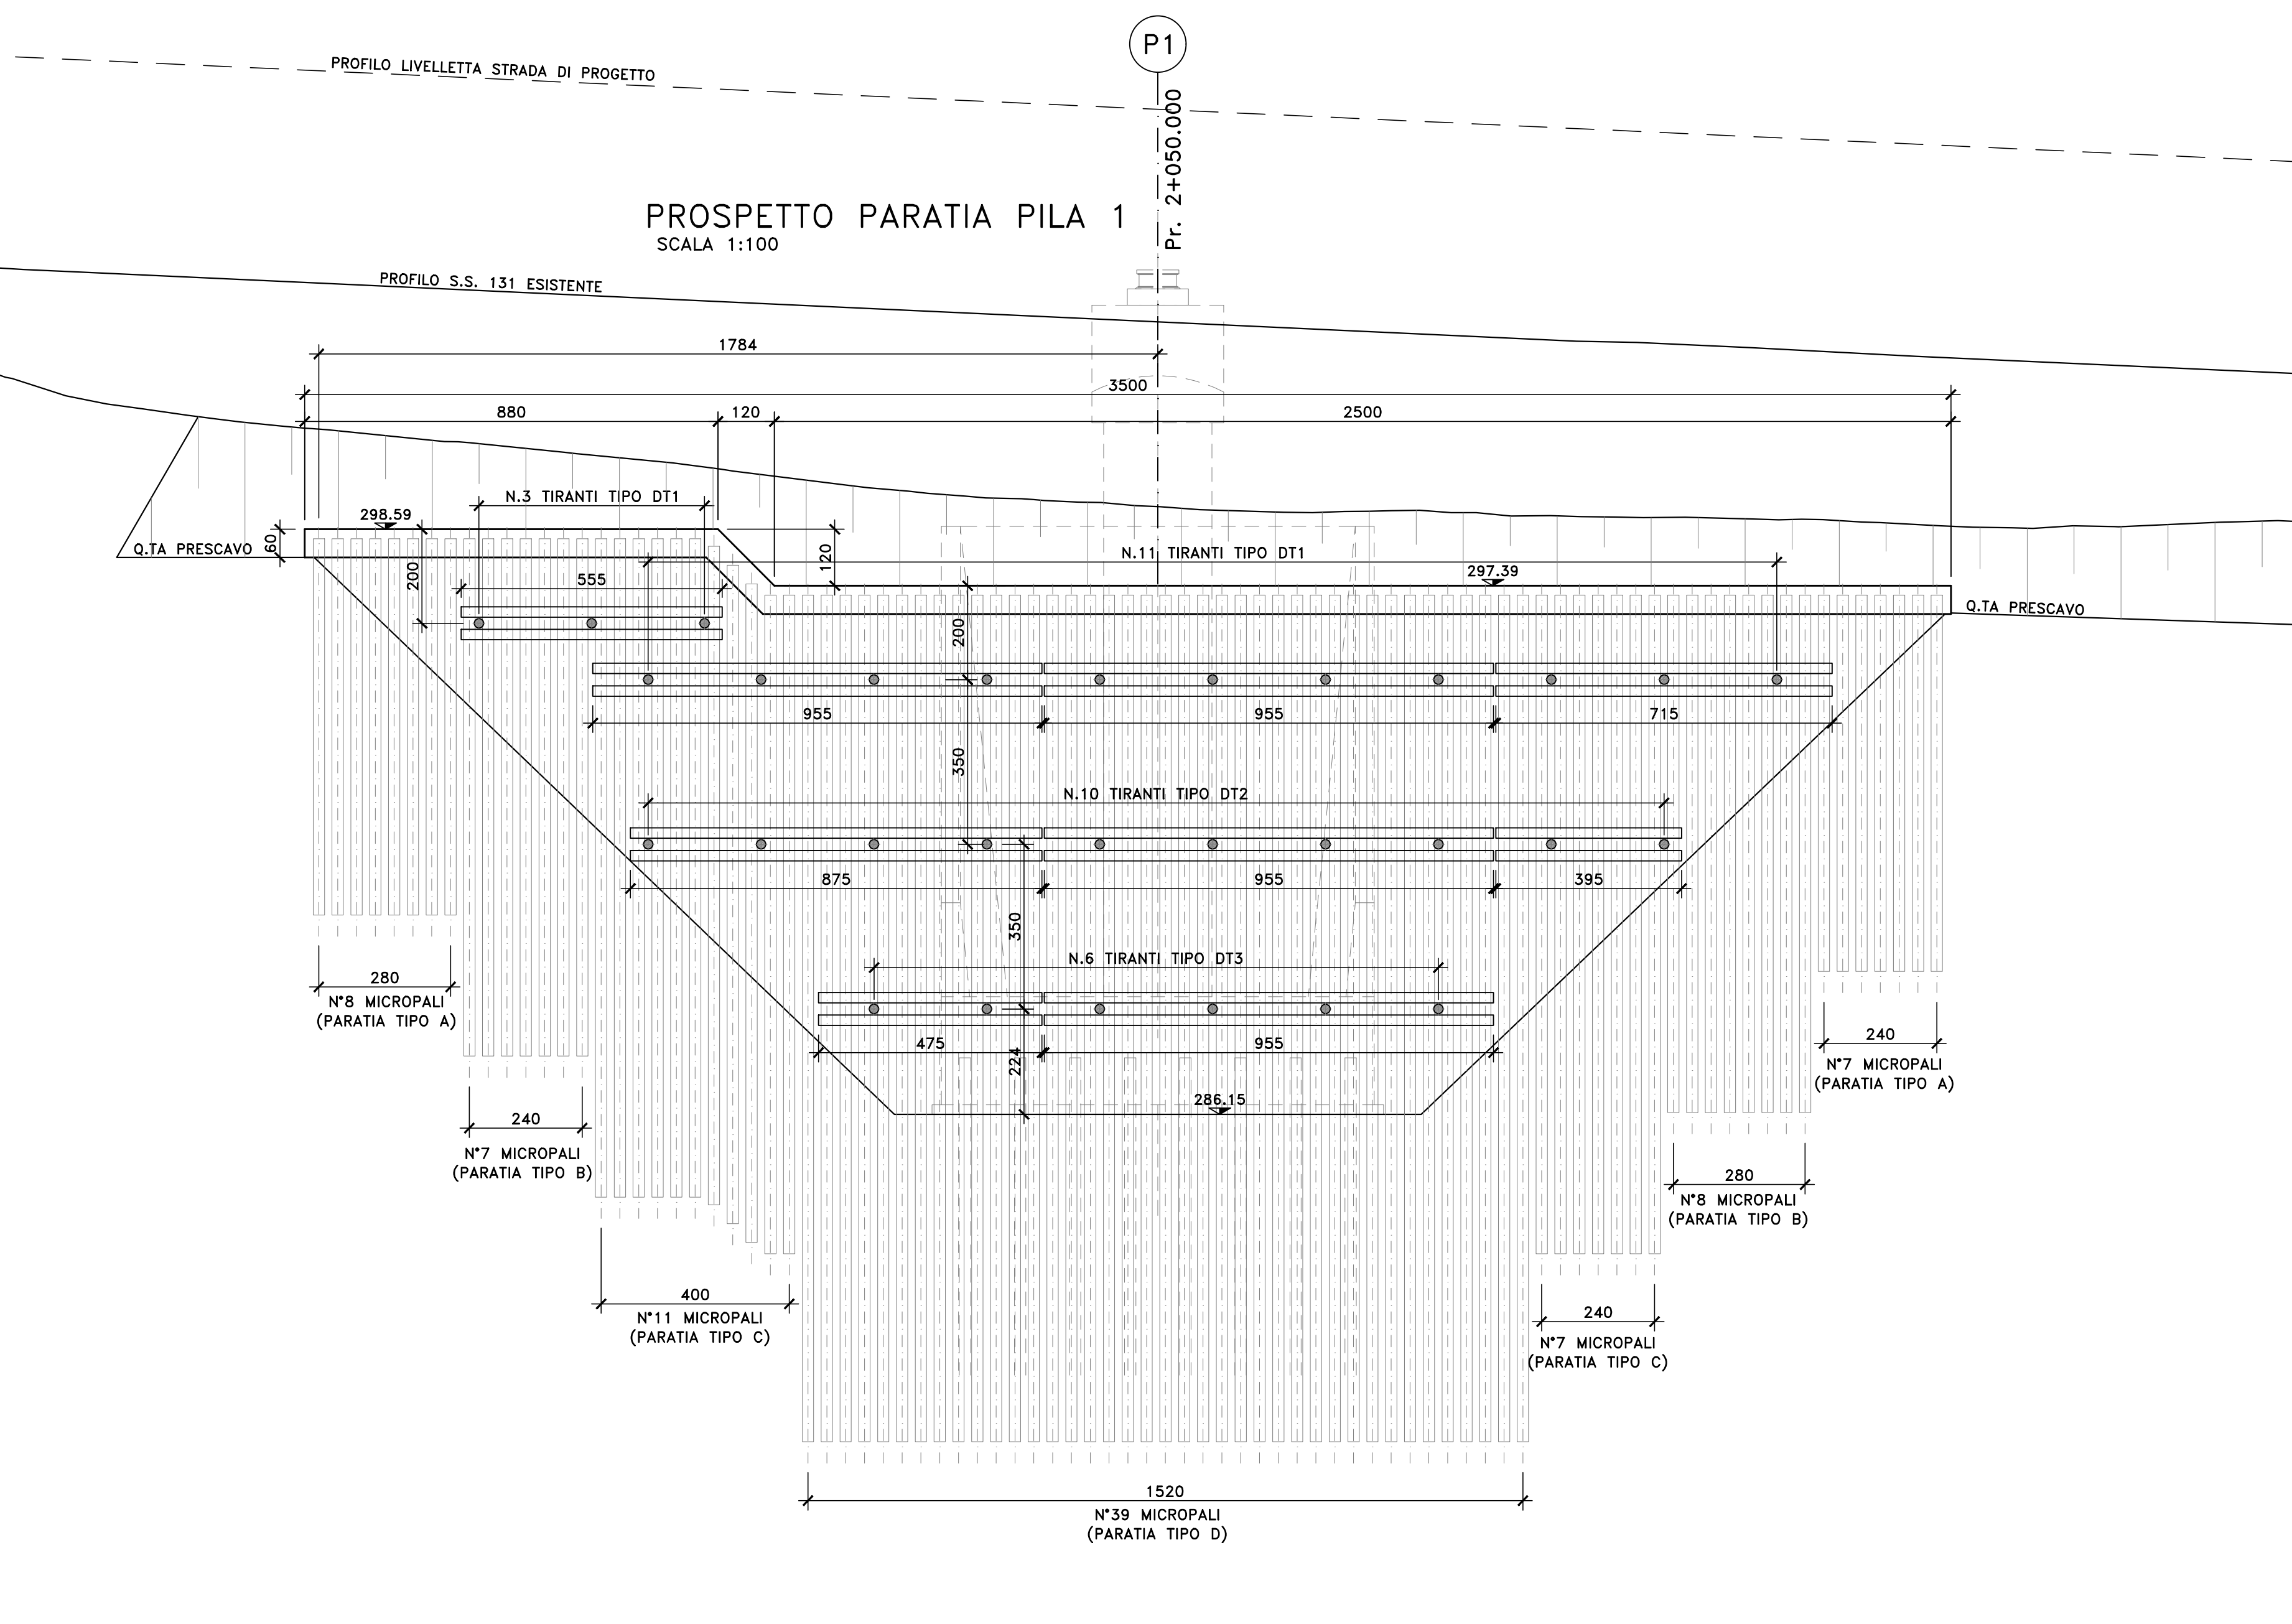 P1
PROFILO LIVELLETTA STRADA DI PROGETTO
Pr. 2+050.000
PROSPETTO PARATIA PILA 1
SCALA 1:100
PROFILO S.S. 131 ESISTENTE
1784
3500
880
120
2500
N.3 TIRANTI TIPO DT1
298.59
60
Q.TA PRESCAVO
200
555
120
N.11 TIRANTI TIPO DT1
297.39
Q.TA PRESCAVO
200
955
955
715
350
N.10 TIRANTI TIPO DT2
875
955
395
350
N.6 TIRANTI TIPO DT3
475
955
224
286.15
280
N°8 MICROPALI
(PARATIA TIPO A)
240
N°7 MICROPALI
(PARATIA TIPO A)
240
N°7 MICROPALI
(PARATIA TIPO B)
280
N°8 MICROPALI
(PARATIA TIPO B)
400
N°11 MICROPALI
(PARATIA TIPO C)
240
N°7 MICROPALI
(PARATIA TIPO C)
1520
N°39 MICROPALI
(PARATIA TIPO D)